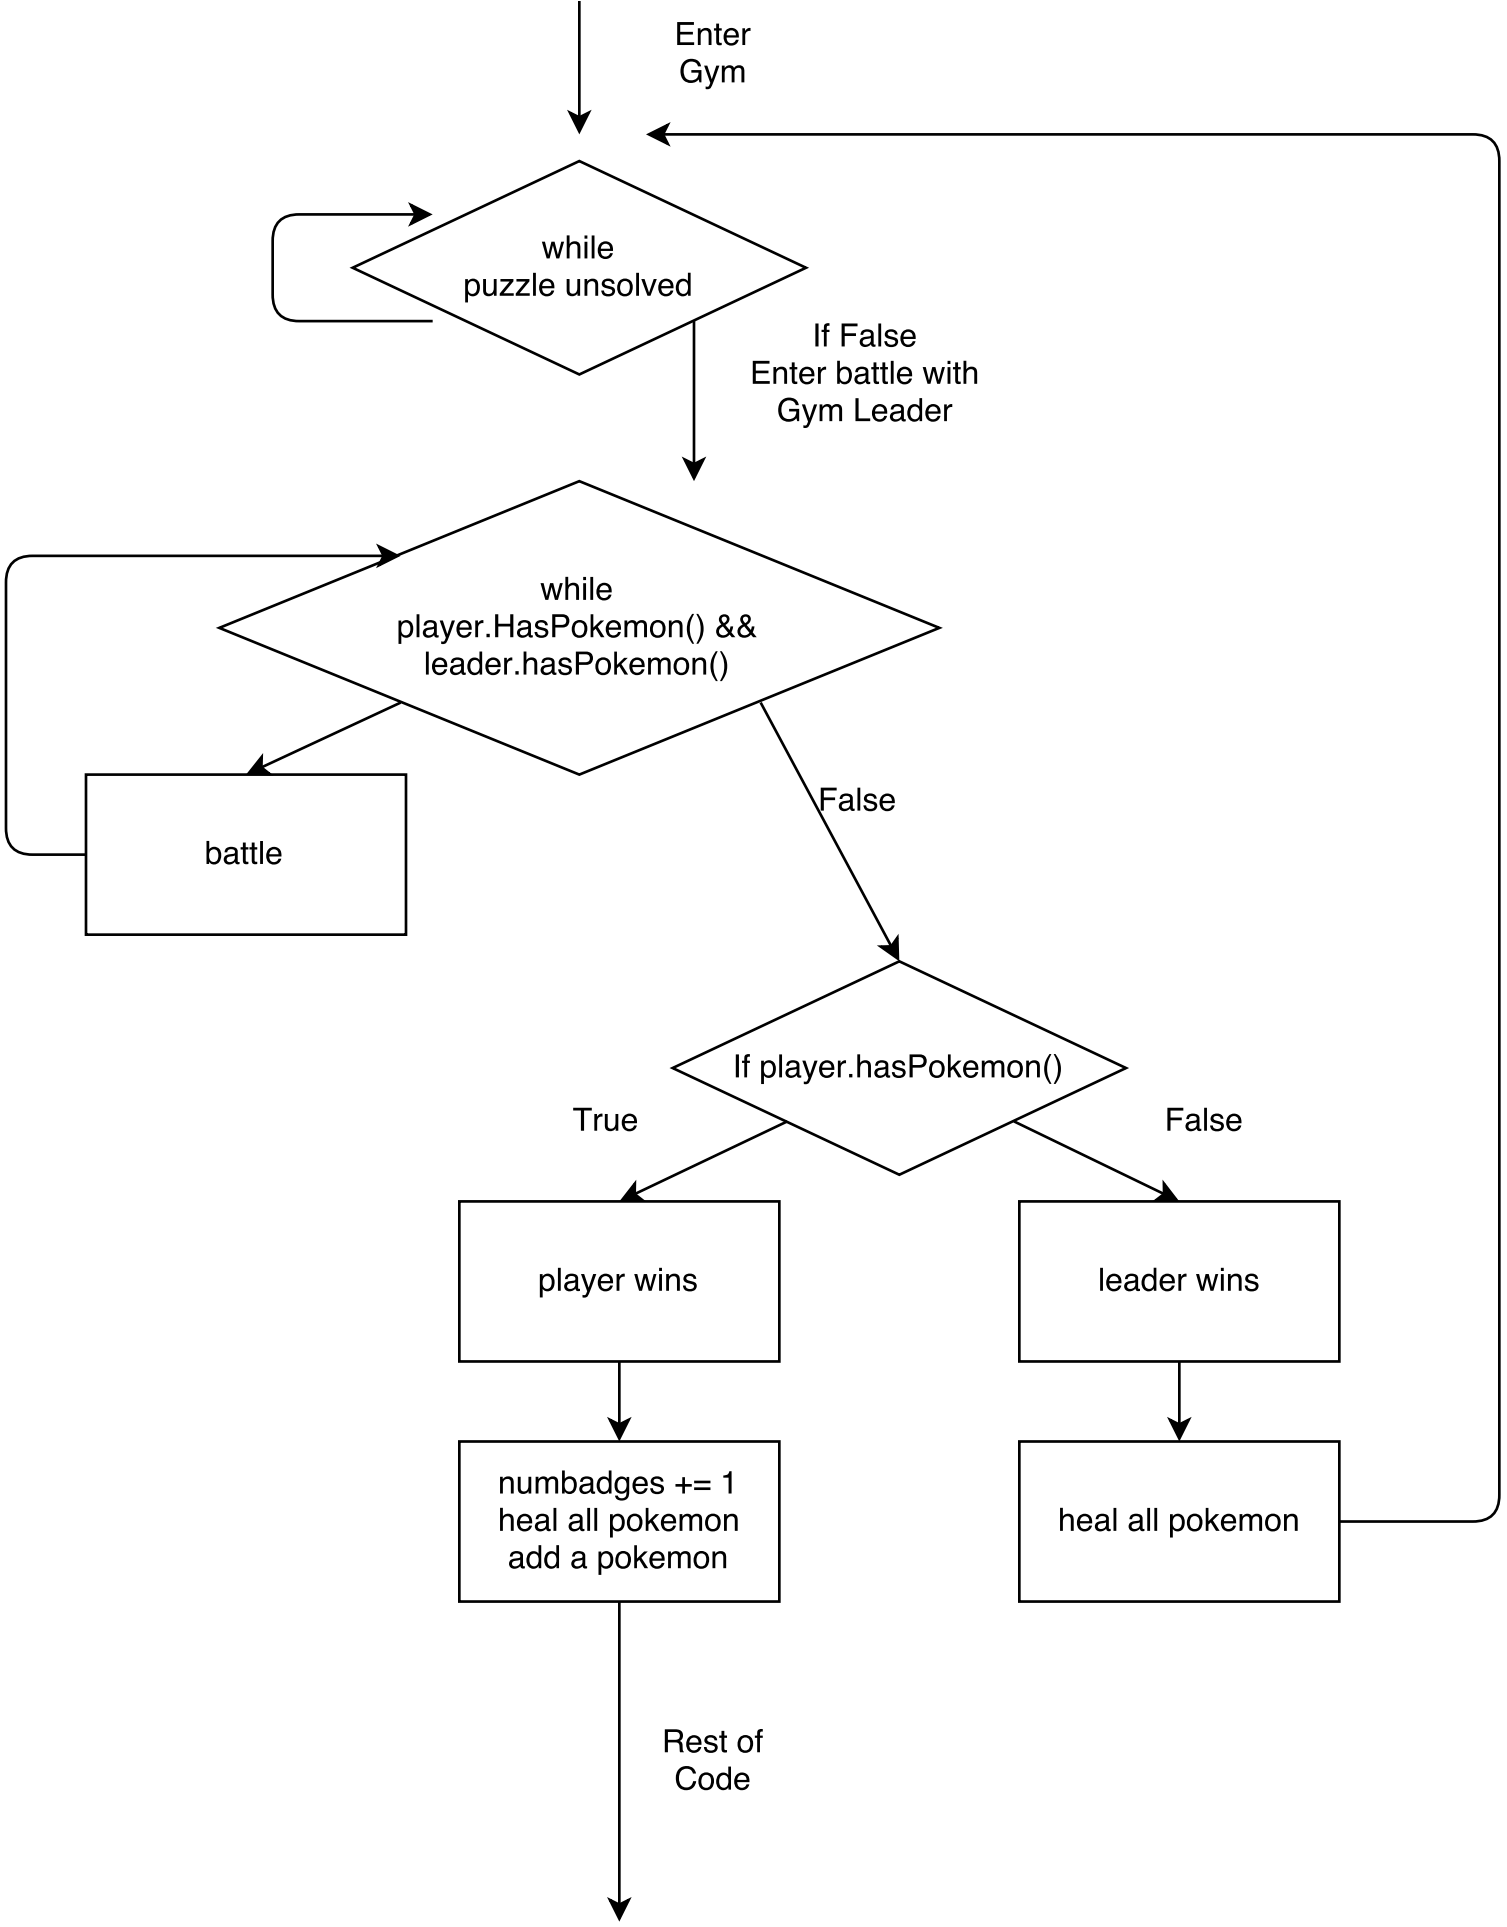 Enter
Gym
while
puzzle unsolved
If False
Enter battle with
Gym Leader
while
player.HasPokemon() &&
leader.hasPokemon()
False
battle
If player.hasPokemon()
True
False
player wins
leader wins
numbadges += 1
heal all pokemon
add a pokemon
heal all pokemon
Rest of
Code